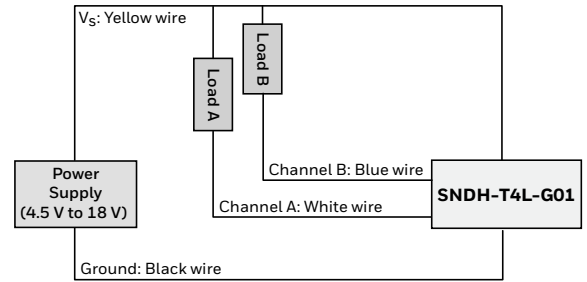 Vs: Yellow wire
Load A
Load B
Channel B: Blue wire
Power
Supply
(4.5 V to 18 V)
SNDH-T4L-G01
Channel A: White wire
Ground: Black wire